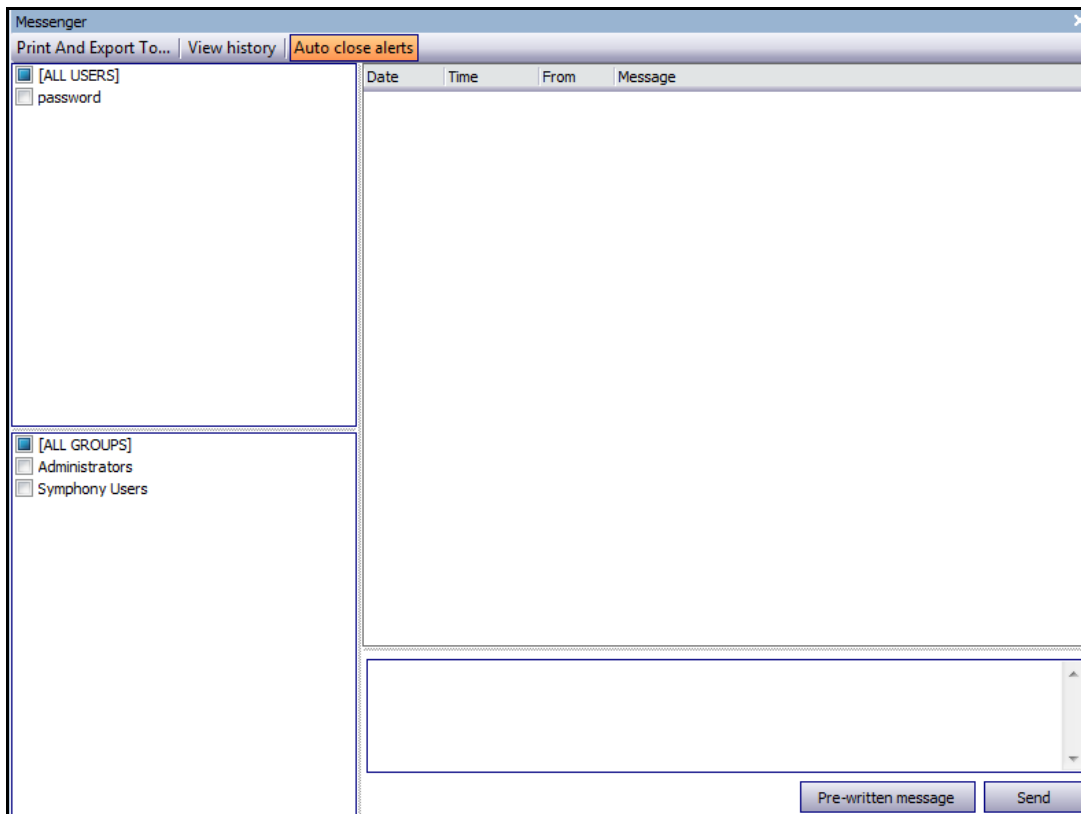 Messenger
Print And Export To... View history Auto close alerts
[ALL USERS]
password
Date Time From Message
[ALL GROUPS]
Administrators
Symphony Users
Pre-written message Send